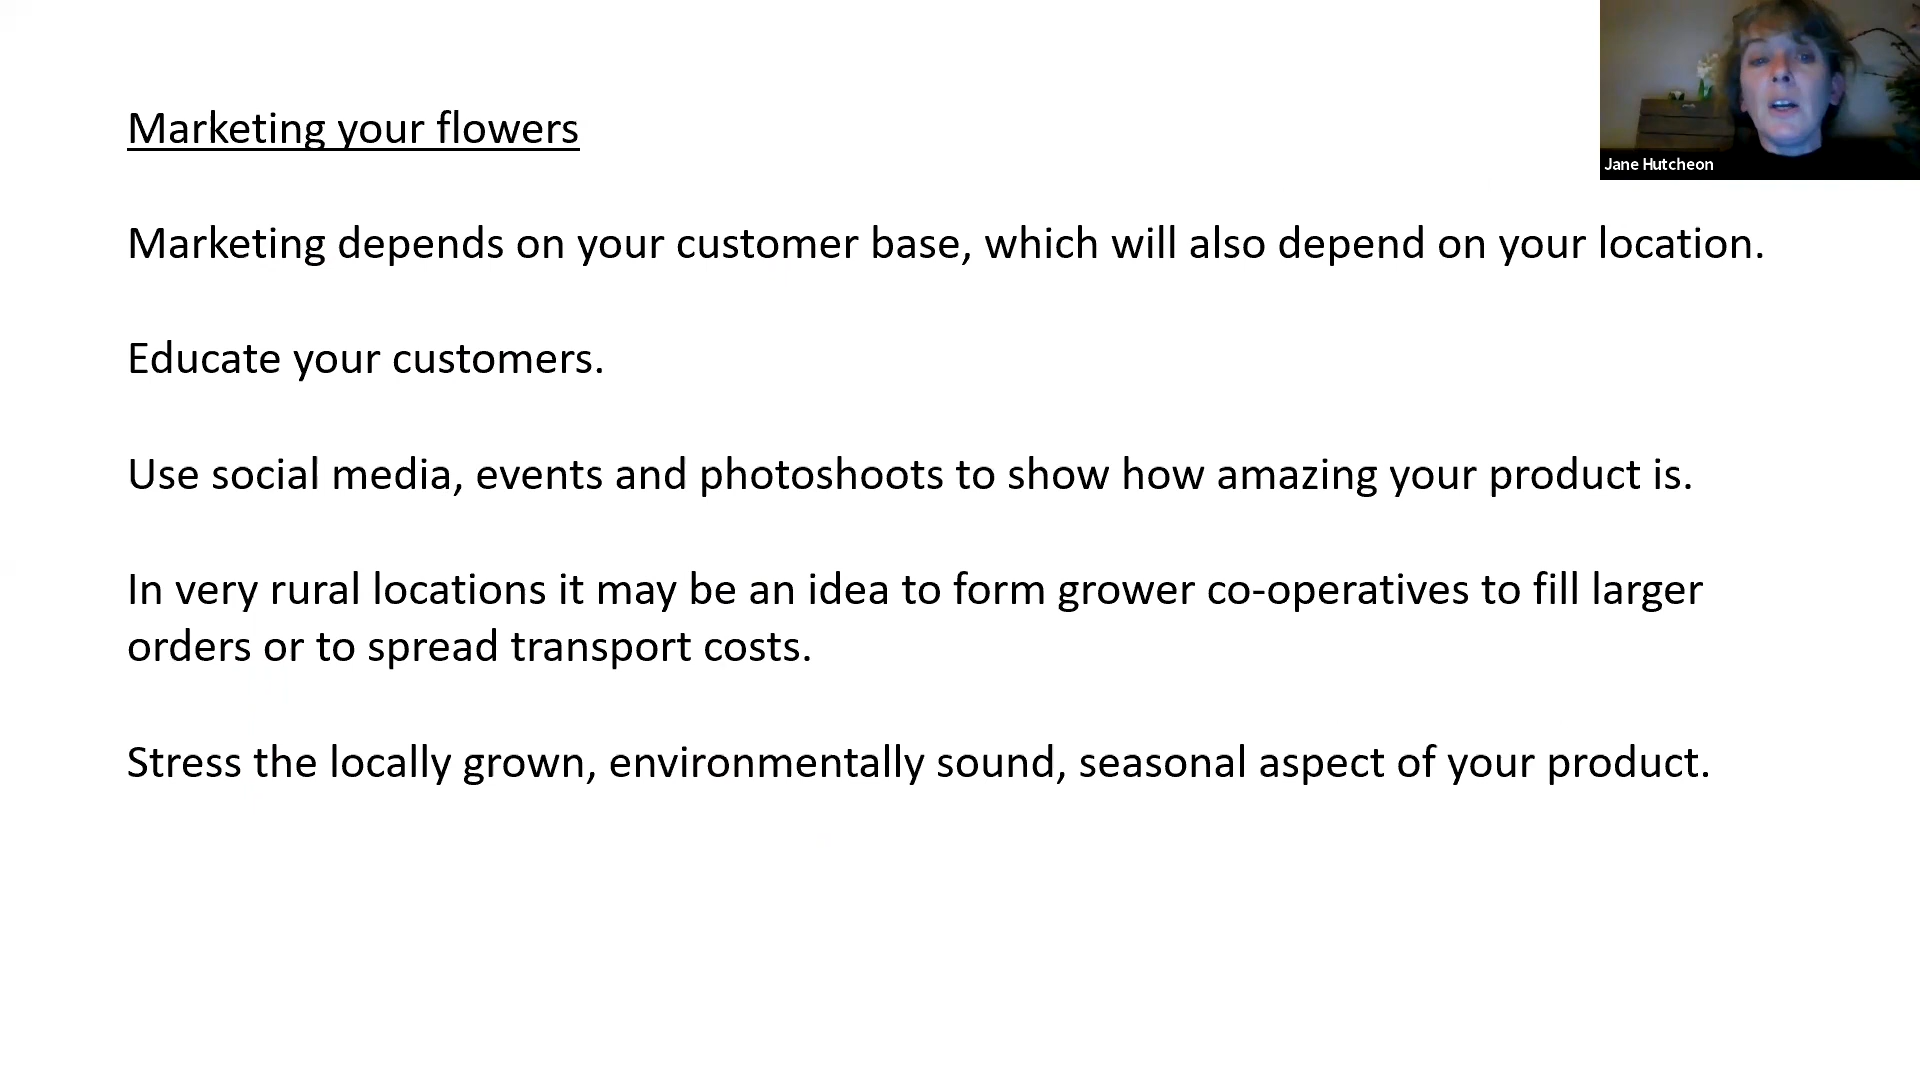 Marketing your flowers
Jane Hutcheon
Marketing depends on your customer base, which will also depend on your location.
Educate your customers.
Use social media, events and photoshoots to show how amazing your product is.
In very rural locations it may be an idea to form grower co-operatives to fill larger
orders or to spread transport costs.
Stress the locally grown, environmentally sound, seasonal aspect of your product.